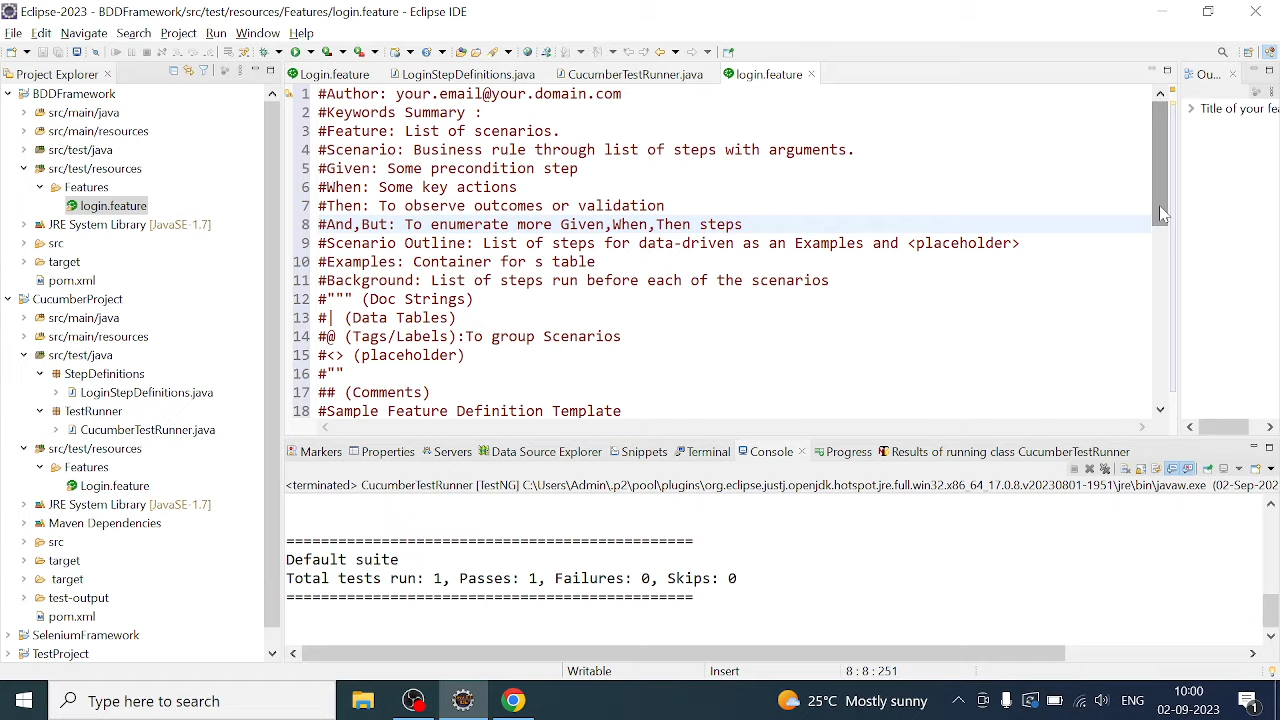 Eclipse-2023 - BDDFramework/src/test/resources/Features/login.feature - Eclipse IDE
File Edit Navigate Search Project Run Window Help
Project Explorer
BDDFramework
src/main/java
src/main/resources
src/test/java
src/test/resources
Features
login.feature
JRE System Library [JavaSE-1.7]
src
target
pom.xml
CucumberProject
src/main/java
src/main/resources
src/test/java
StepDefinitions
LoginStepDefinitions.java
TestRunner
CucumberTestRunner.java
src/test/resources
Features
Login.feature
JRE System Library [JavaSE-1.7]
Maven Dependencies
src
target
target
test-output
pom.xml
SeleniumFramework
TestProject
Login.feature LoginStepDefinitions.java CucumberTestRunner.java login.feature
1 #Author: your.email@your.domain.com
2 #Keywords Summary :
3 #Feature: List of scenarios.
4 #Scenario: Business rule through list of steps with arguments.
5 #Given: Some precondition step
6 #When: Some key actions
7 #Then: To observe outcomes or validation
8 #And,But: To enumerate more Given,When,Then steps
9 #Scenario Outline: List of steps for data-driven as an Examples and <placeholder>
10 #Examples: Container for s table
11 #Background: List of steps run before each of the scenarios
12 #""" (Doc Strings)
13 #| (Data Tables)
14 #@ (Tags/Labels):To group Scenarios
15 #<> (placeholder)
16 #""
17 ## (Comments)
18 #Sample Feature Definition Template
Ou...
Title of your fea
Markers Properties Servers Data Source Explorer Snippets Terminal Console Progress Results of running class CucumberTestRunner
<terminated> CucumberTestRunner [TestNG] C:\Users\Admin\.p2\pool\plugins\org.eclipse.justj.openjdk.hotspot.jre.full.win32.x86_64_17.0.8.v20230801-1951\jre\bin\javaw.exe (02-Sep-202
===============================================
Default suite
Total tests run: 1, Passes: 1, Failures: 0, Skips: 0
===============================================
Writable Insert 8 : 8 : 251
Type here to search
25°C Mostly sunny
ENG
10:00
02-09-2023
1